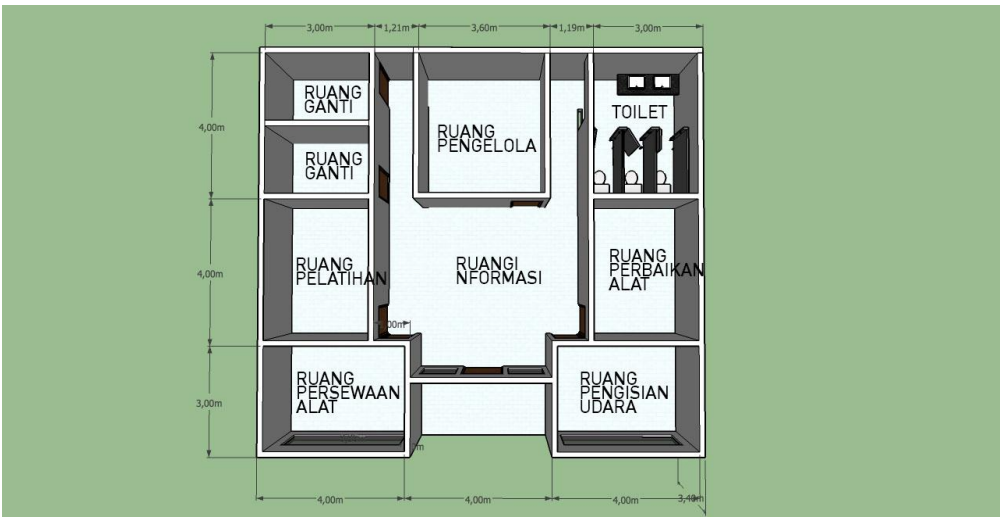 3,00m
1,21m
3,60m
1,19m
3,00m
RUANG
GANTI
TOILET
4,00m
RUANG
PENGELOLA
RUANG
GANTI
4,00m
RUANG
PELATIHAN
RUANGI
NFORMASI
RUANG
PERBAIKAN
ALAT
3,00m
RUANG
PERSEWAAN
ALAT
RUANG
PENGISIAN
UDARA
4,00m
4,00m
4,00m